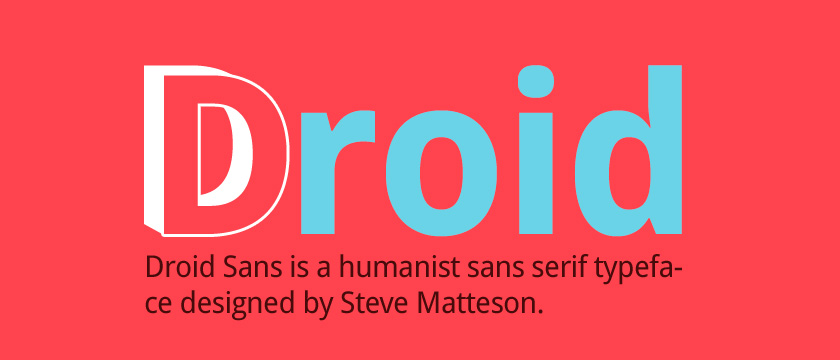 Droid
Droid Sans is a humanist sans serif typefa-
ce designed by Steve Matteson.